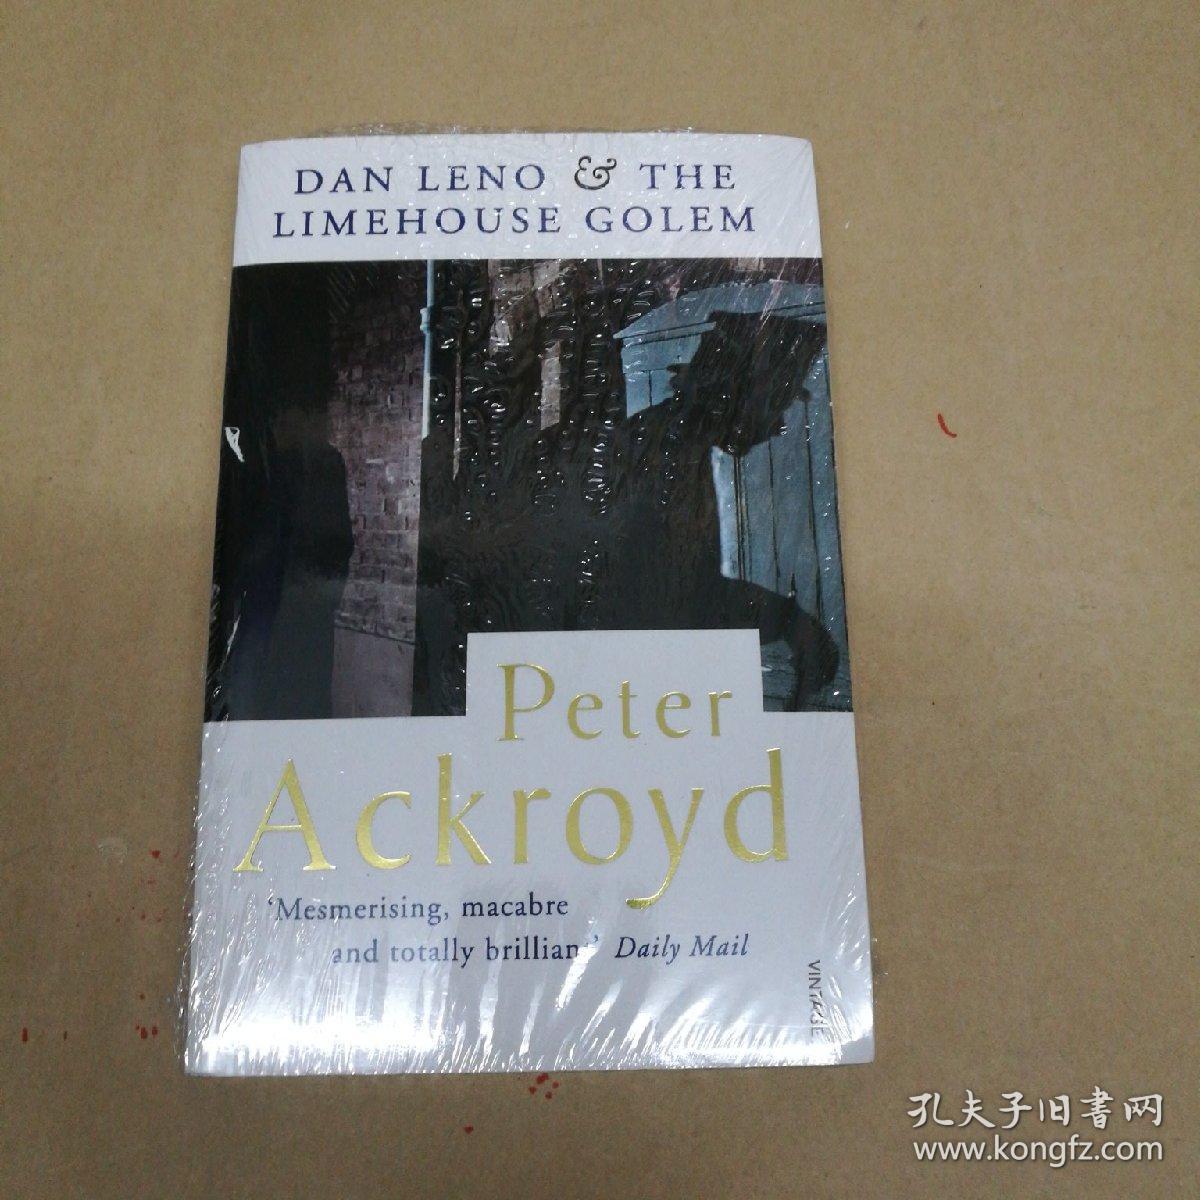 DAN LENO & THE
LIMEHOUSE GOLEM
Peter
Ackroyd
‘Mesmerising, macabre
and totally brilliant’ Daily Mail
VINTAGE
孔夫子旧書网
www.kongfz.com